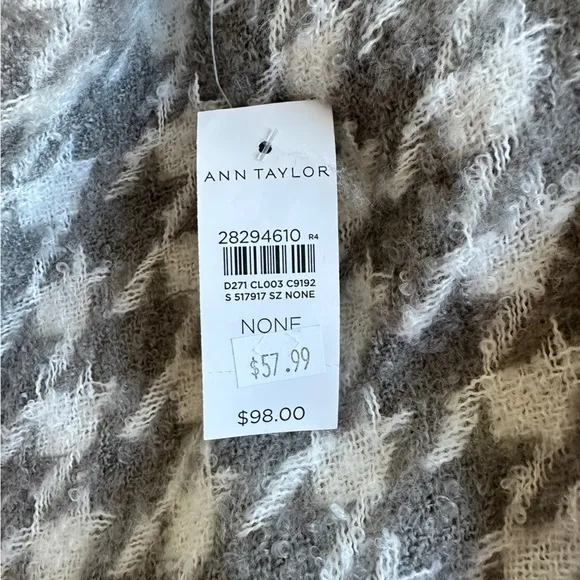 ANN TAYLOR
28294610 R4
D271 CL003 C9192
S 517917 SZ NONE
NONE
$57.99
$98.00